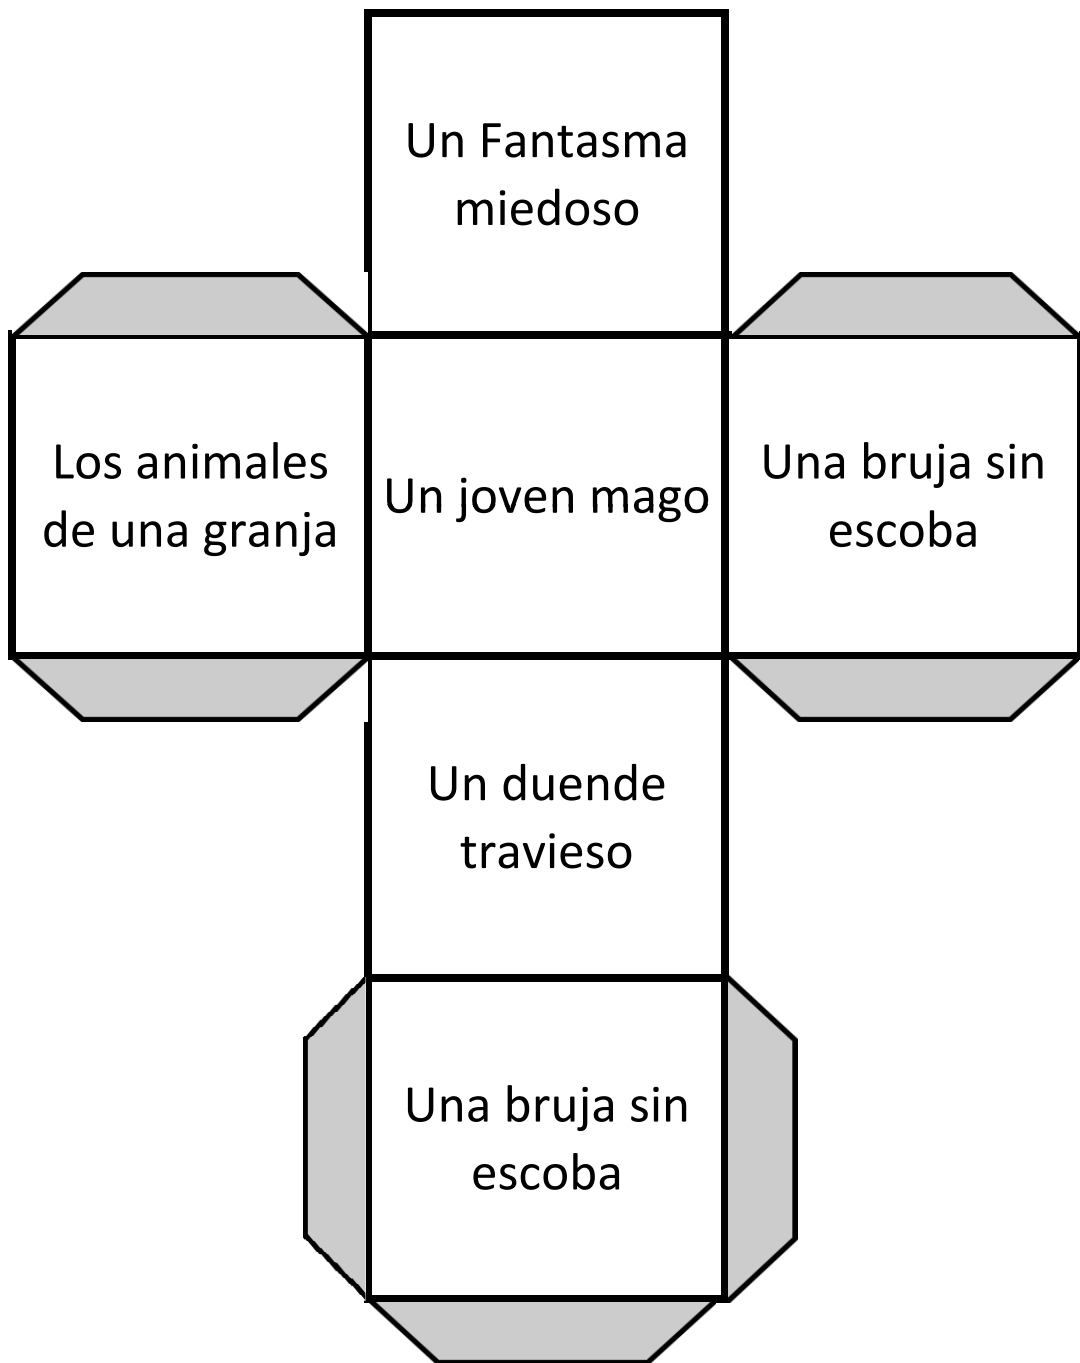 Un Fantasma
miedoso
Los animales
de una granja
Un joven mago
Una bruja sin
escoba
Un duende
travieso
Una bruja sin
escoba